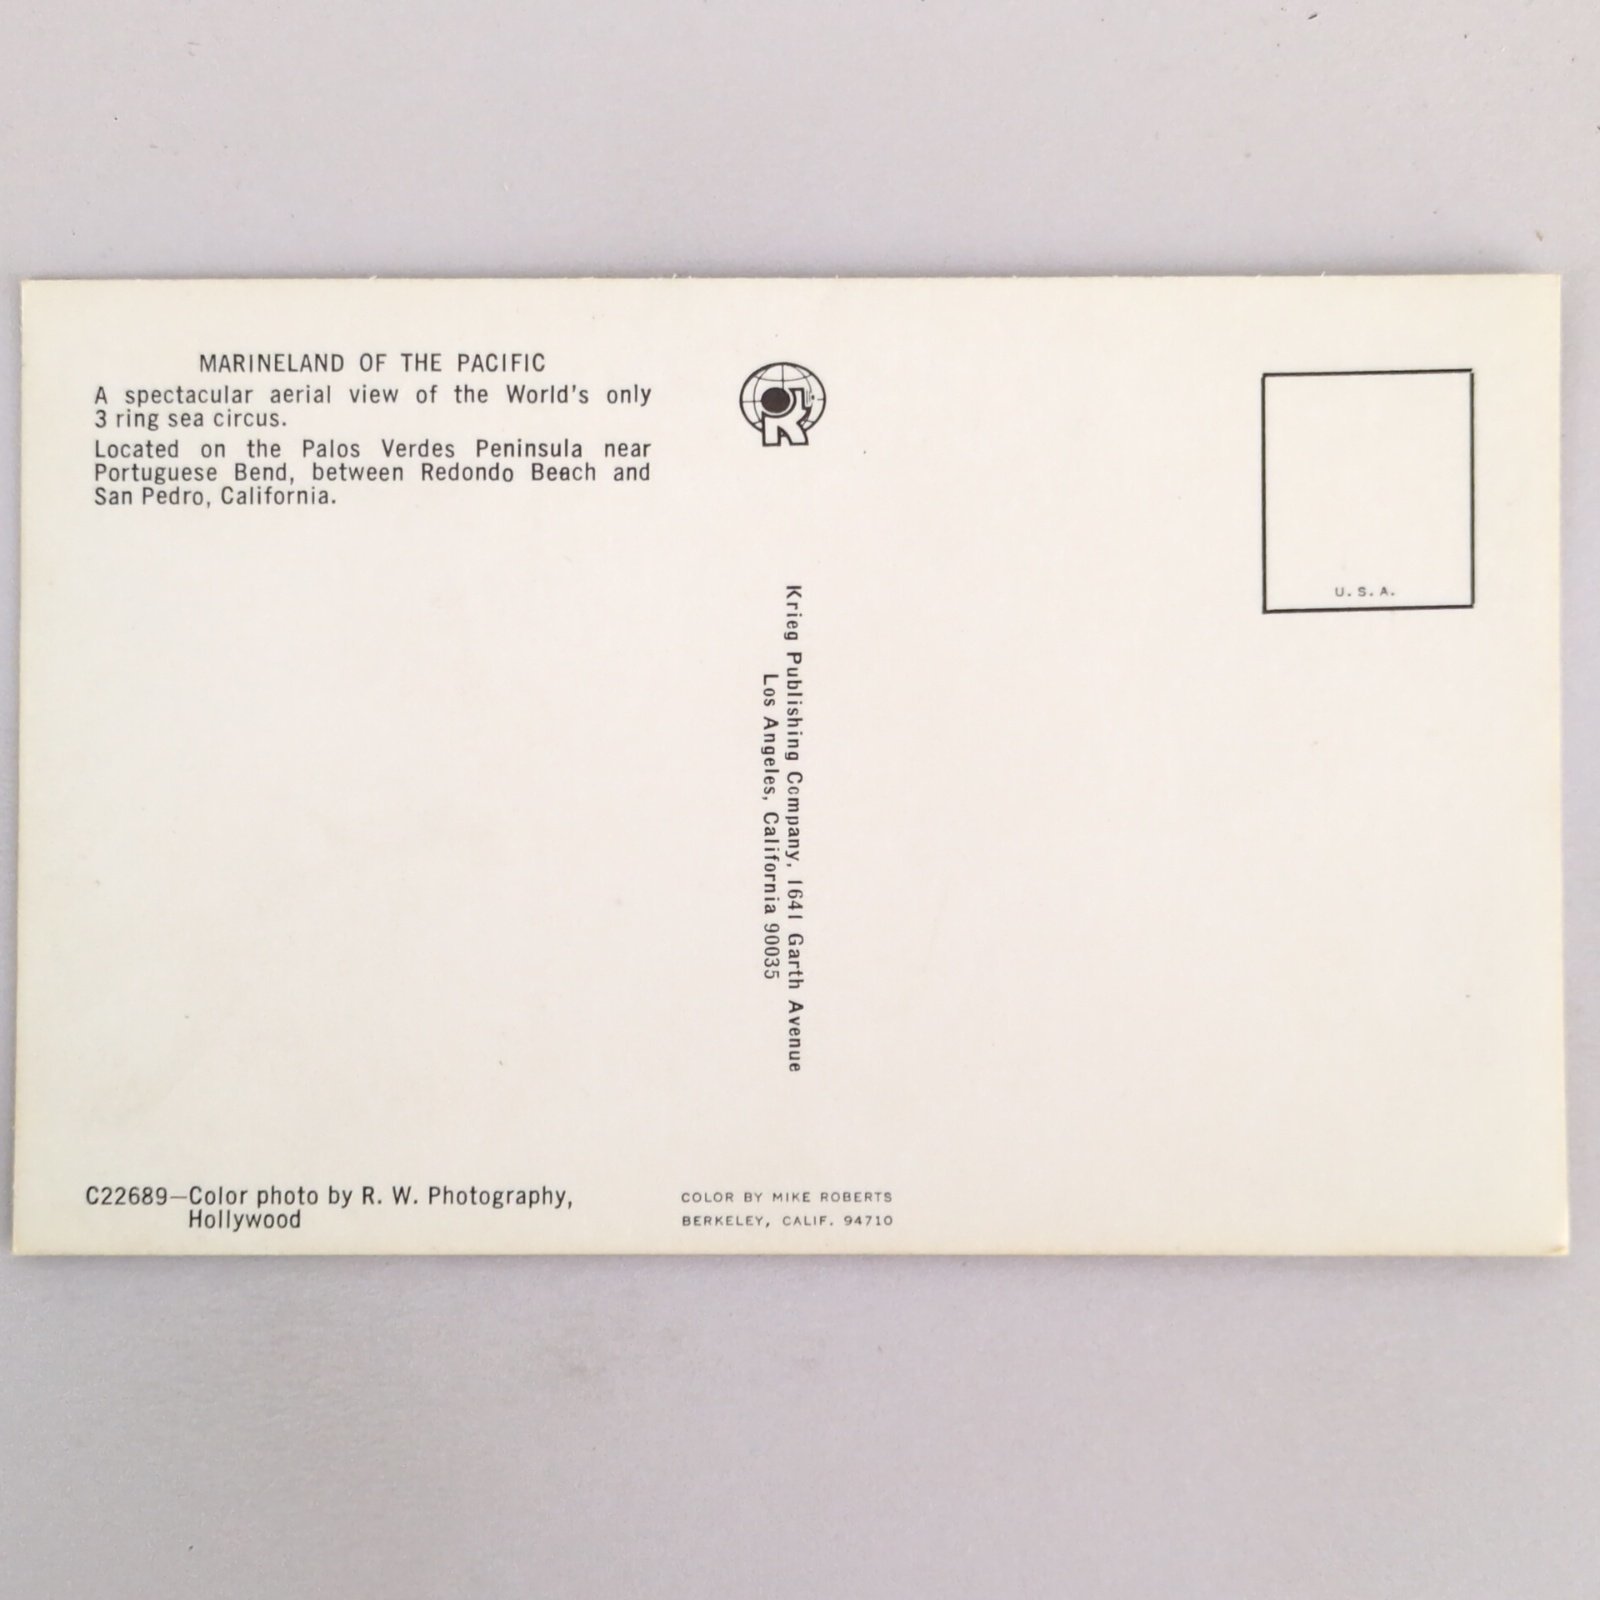 MARINELAND OF THE PACIFIC
A spectacular aerial view of the World's only
3 ring sea circus.
Located on the Palos Verdes Peninsula near
Portuguese Bend, between Redondo Beach and
San Pedro, California.
C22689—Color photo by R. W. Photography,
Hollywood
Krieg Publishing Company, 1641 Garth Avenue
Los Angeles, California 90035
COLOR BY MIKE ROBERTS
BERKELEY, CALIF. 94710
U. S. A.